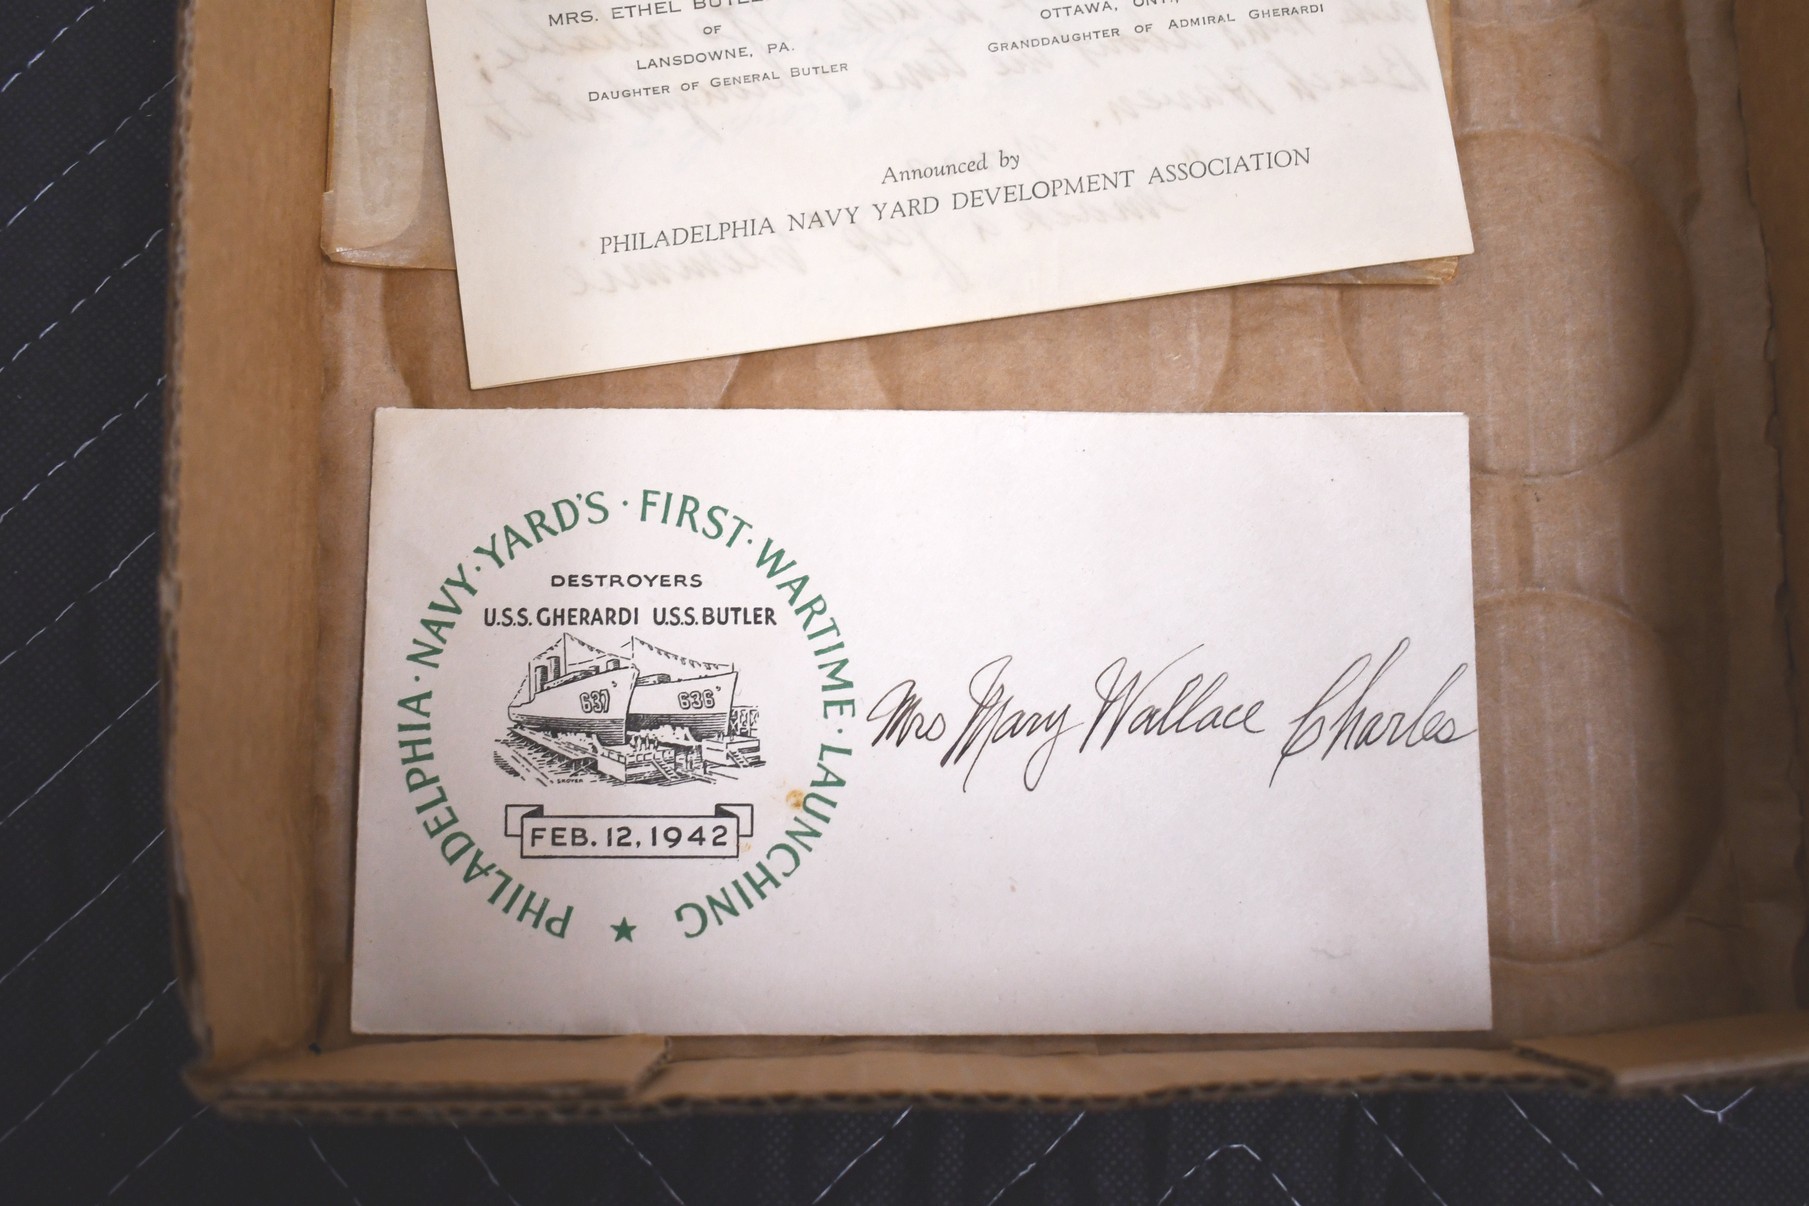 MRS. ETHEL
OF
LANSDOWNE, PA.
DAUGHTER OF GENERAL BUTLER
OTTAWA, ONT.,
GRANDDAUGHTER OF ADMIRAL GHERARDI
Announced by
PHILADELPHIA NAVY YARD DEVELOPMENT ASSOCIATION
PHILADELPHIA · NAVY · YARD'S · FIRST · WARTIME · LAUNCHING ★
DESTROYERS
U.S.S. GHERARDI U.S.S. BUTLER
637 636
FEB. 12, 1942
Mrs Mary Wallace Charles